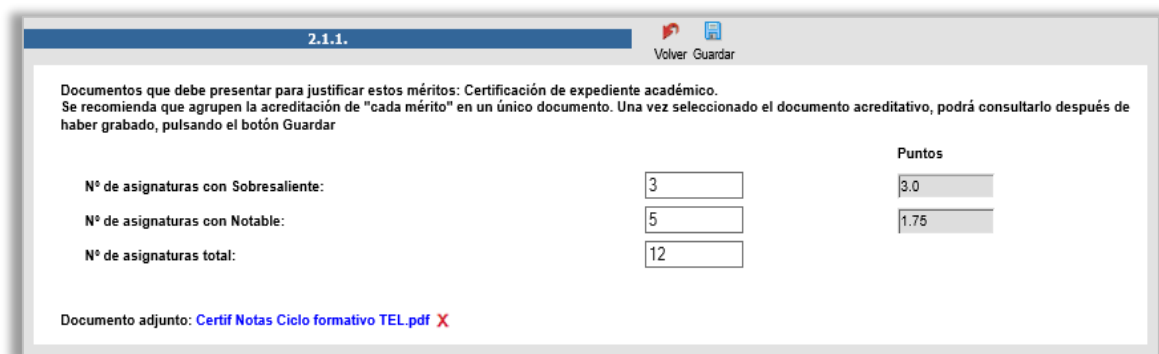 2.1.1.
Volver Guardar
Documentos que debe presentar para justificar estos méritos: Certificación de expediente académico.
Se recomienda que agrupen la acreditación de "cada mérito" en un único documento. Una vez seleccionado el documento acreditativo, podrá consultarlo después de
haber grabado, pulsando el botón Guardar
Puntos
Nº de asignaturas con Sobresaliente: 3 3.0
Nº de asignaturas con Notable: 5 1.75
Nº de asignaturas total: 12
Documento adjunto: Certif Notas Ciclo formativo TEL.pdf X